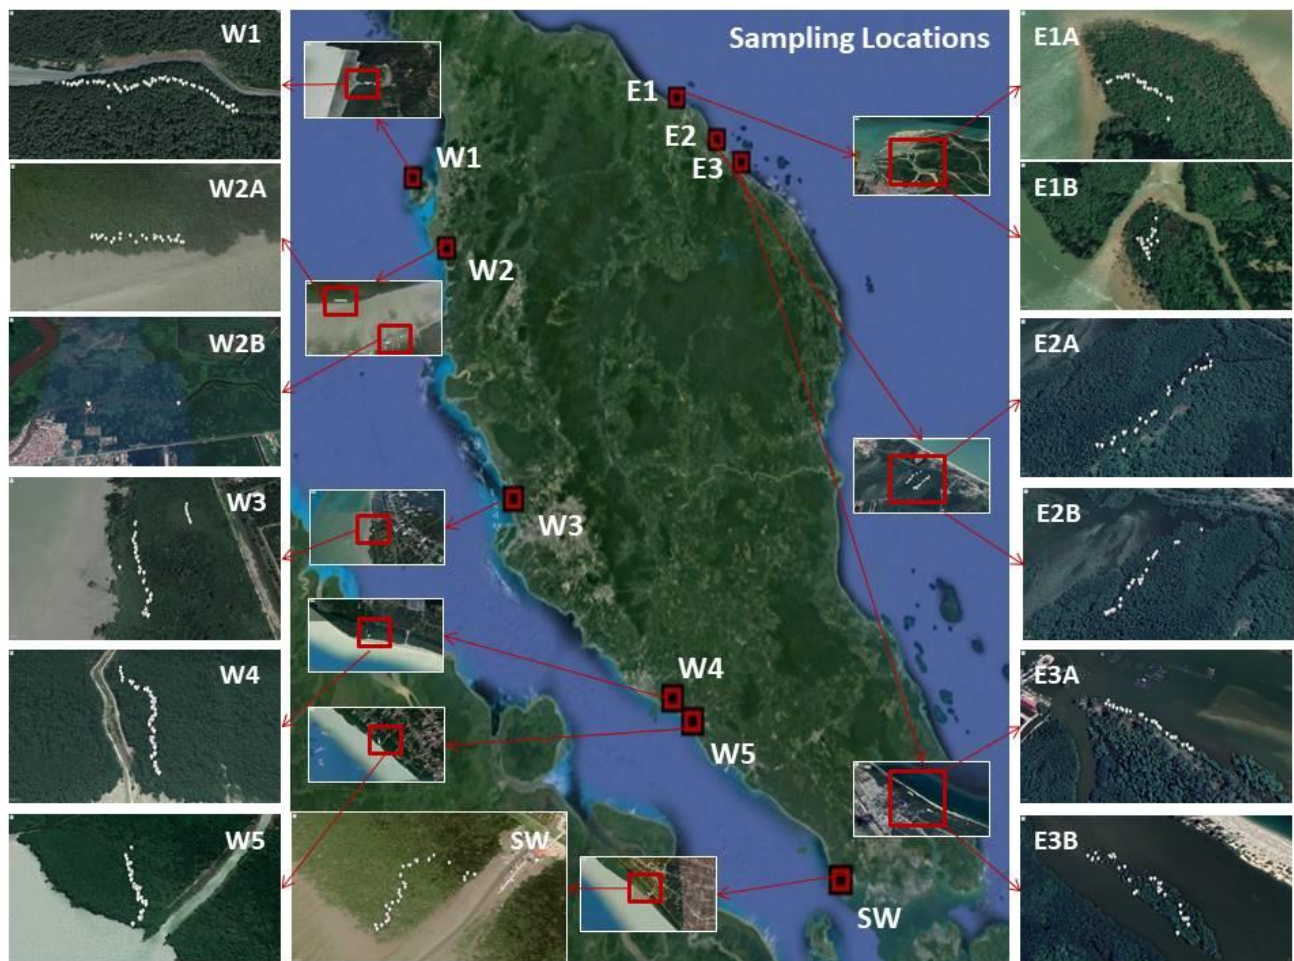 Sampling Locations
W1
W2A
W2B
W3
W4
W5
W1
W2
W3
W4
W5
SW
SW
E1
E2
E3
E1A
E1B
E2A
E2B
E3A
E3B